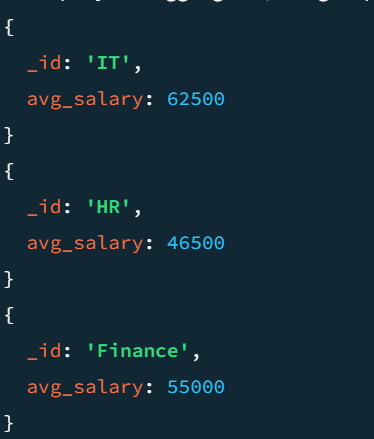 {
_id: 'IT',
avg_salary: 62500
}
{
_id: 'HR',
avg_salary: 46500
}
{
_id: 'Finance',
avg_salary: 55000
}